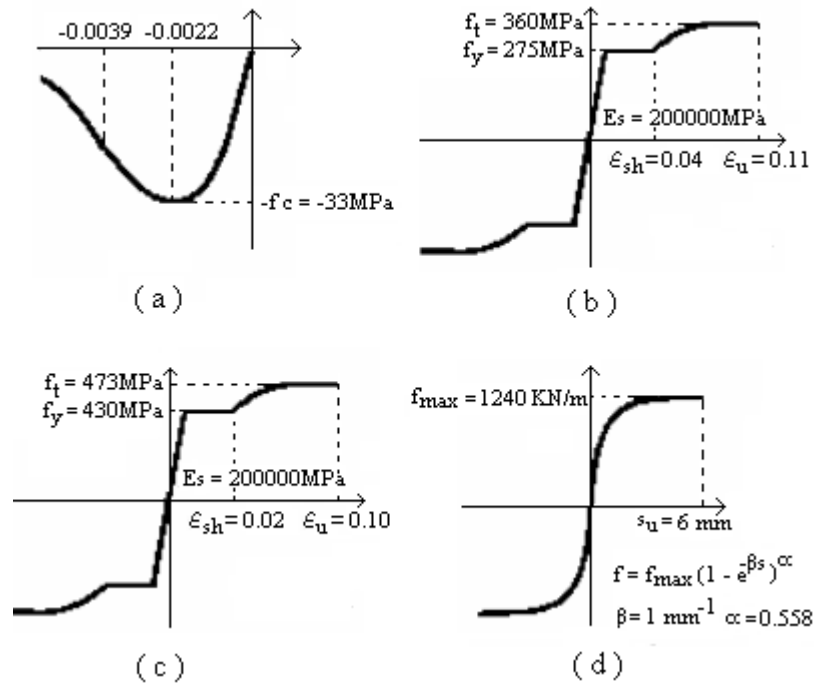 -0.0039 -0.0022
-f c = -33MPa
( a )
f_t = 360MPa
f_y = 275MPa
Es = 200000MPa
ϵ_sh = 0.04 ϵ_u = 0.11
( b )
f_t = 473MPa
f_y = 430MPa
Es = 200000MPa
ϵ_sh = 0.02 ϵ_u = 0.10
( c )
f_max = 1240 KN/m
s_u = 6 mm
f = f_max (1 - e^-βs)^α
β = 1 mm^-1 α = 0.558
( d )